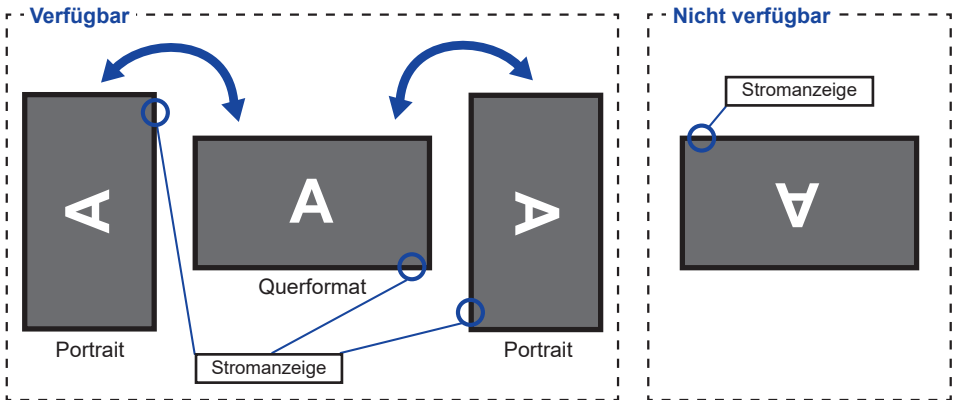 Verfügbar
Nicht verfügbar
Stromanzeige
A
A
A
A
Querformat
Portrait
Stromanzeige
Portrait